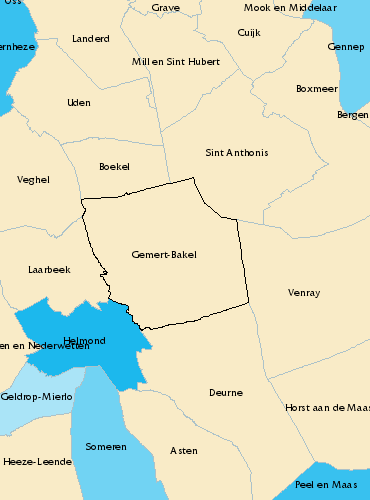 Oss
Grave
Mook en Middelaar
Landerd
Cuijk
ernheze
Gennep
Mill en Sint Hubert
Boxmeer
Uden
Bergen
Sint Anthonis
Boekel
Veghel
Gemert-Bakel
Laarbeek
Venray
Helmond
en en Nederwetten
Deurne
Geldrop-Mierlo
Horst aan de Maas
Someren
Asten
Heeze-Leende
Peel en Maas